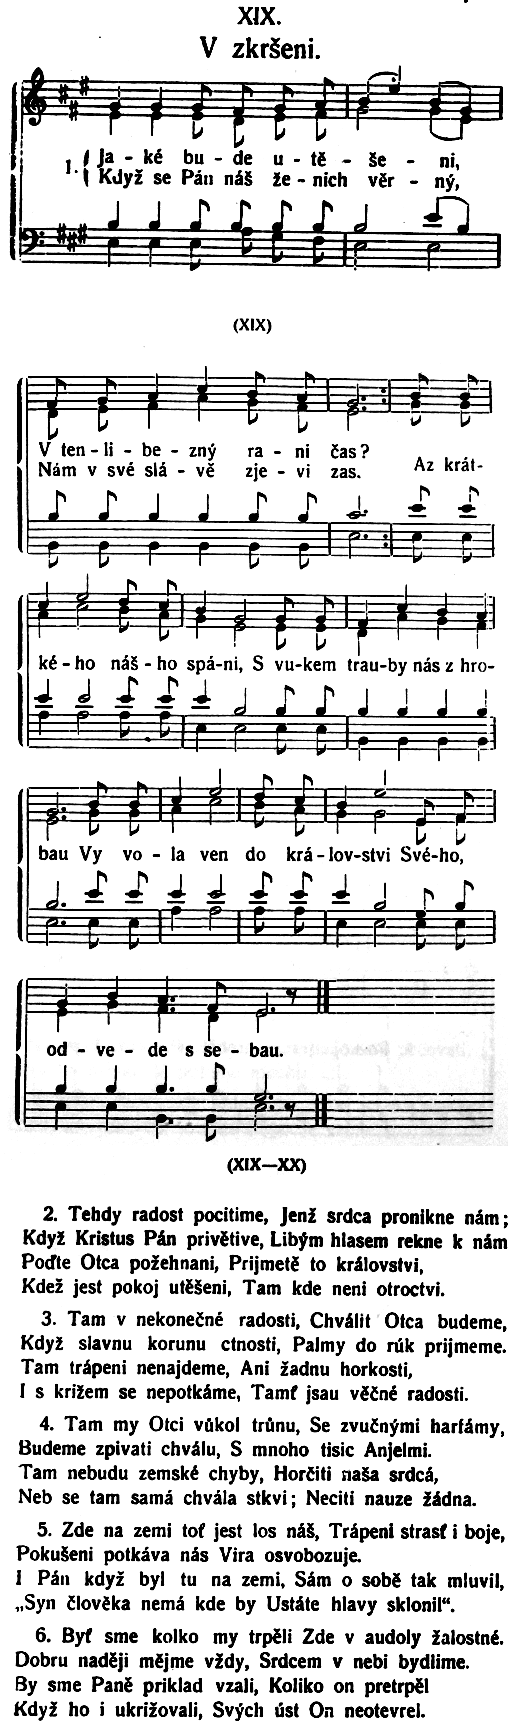 XIX.
V zkršeni.
1. Ja - ké bu - de u - tě - še - ni,
Když se Pán náš že - nich věr - ný,
(XIX)
V ten - li - be - zný ra - ni čas?
Nám v své slá - vě zje - vi zas. Az krát-
ké - ho náš - ho spá-ni, S vu-kem trau-by nás z hro-
bau Vy vo - la ven do krá - lov-stvi Své-ho,
od - ve - de s se - bau.
(XIX—XX)
2. Tehdy radost pocitime, Jenž srdca pronikne nám;
Když Kristus Pán privětive, Libým hlasem rekne k nám
Poďte Otca požehnani, Prijmetě to královstvi,
Kdež jest pokoj utěšeni, Tam kde neni otroctvi.
3. Tam v nekonečné radosti, Chválit Otca budeme,
Když slavnu korunu ctnosti, Palmy do rúk prijmeme.
Tam trápeni nenajdeme, Ani žadnu horkosti,
I s križem se nepotkáme, Tamť jsau věčné radosti.
4. Tam my Otci vůkol trůnu, Se zvučnými harfámy,
Budeme zpivati chválu, S mnoho tisic Anjelmi.
Tam nebudu zemské chyby, Horčiti naša srdcá,
Neb se tam samá chvála stkvi; Neciti nauze žádna.
5. Zde na zemi toť jest los náš, Trápeni strasť i boje,
Pokušeni potkáva nás Vira osvobozuje.
I Pán když byl tu na zemi, Sám o sobě tak mluvil,
„Syn člověka nemá kde by Ustáte hlavy sklonil“.
6. Byť sme kolko my trpěli Zde v audoly žalostné.
Dobru naději mějme vždy, Srdcem v nebi bydlime.
By sme Paně priklad vzali, Koliko on pretrpěl
Když ho i ukrižovali, Svých úst On neotevrel.